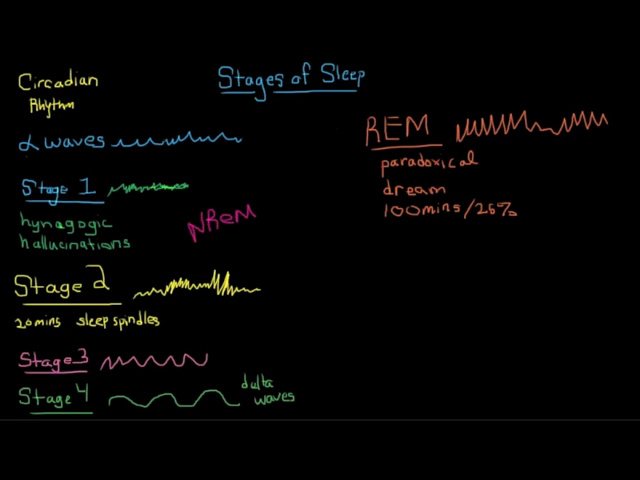 Stages of Sleep
Circadian
Rhythm
α waves
Stage 1
hynagogic
hallucinations
NREM
Stage 2
20mins sleep spindles
Stage 3
Stage 4
delta
waves
REM
paradoxical
dream
100mins/25%